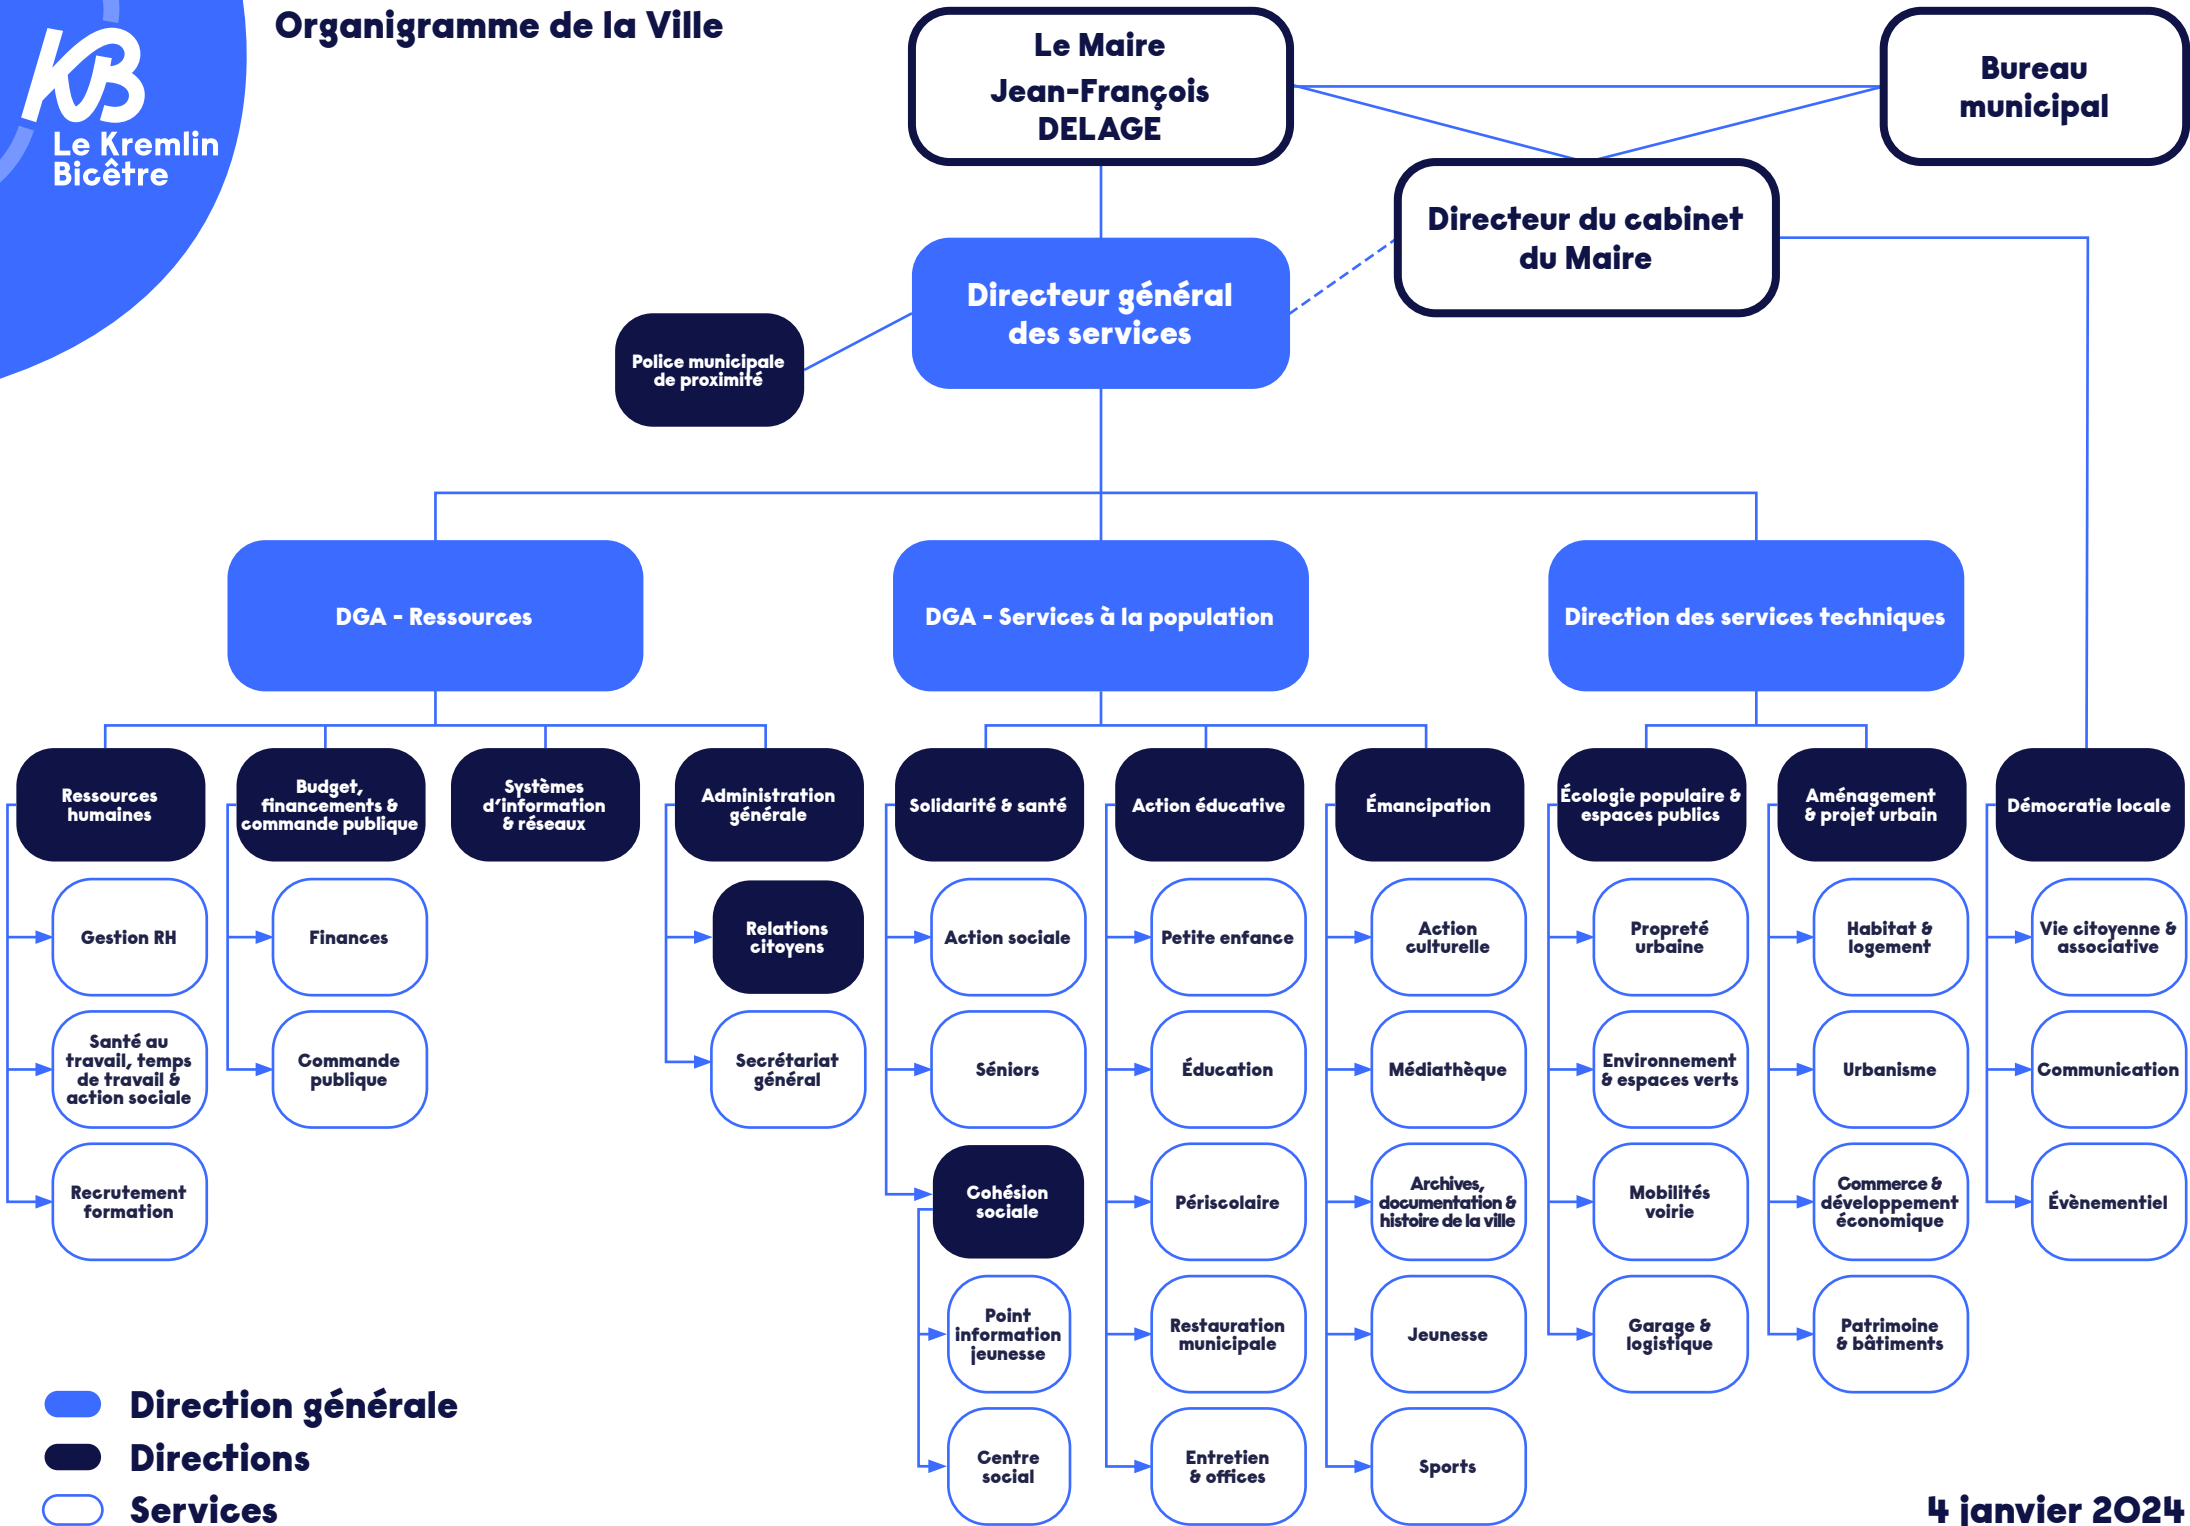 Organigramme de la Ville
KB
Le Kremlin
Bicêtre
Le Maire
Jean-François
DELAGE
Bureau
municipal
Directeur du cabinet
du Maire
Directeur général
des services
Police municipale
de proximité
DGA - Ressources
DGA - Services à la population
Direction des services techniques
Ressources
humaines
Gestion RH
Santé au
travail, temps
de travail &
action sociale
Recrutement
formation
Budget,
financements &
commande publique
Finances
Commande
publique
Systèmes
d'information
& réseaux
Administration
générale
Relations
citoyens
Secrétariat
général
Solidarité & santé
Action sociale
Séniors
Cohésion
sociale
Point
information
jeunesse
Centre
social
Action éducative
Petite enfance
Éducation
Périscolaire
Restauration
municipale
Entretien
& offices
Émancipation
Action
culturelle
Médiathèque
Archives,
documentation &
histoire de la ville
Jeunesse
Sports
Écologie populaire &
espaces publics
Propreté
urbaine
Environnement
& espaces verts
Mobilités
voirie
Garage &
logistique
Aménagement
& projet urbain
Habitat &
logement
Urbanisme
Commerce &
développement
économique
Patrimoine
& bâtiments
Démocratie locale
Vie citoyenne &
associative
Communication
Évènementiel
Direction générale
Directions
Services
4 janvier 2024